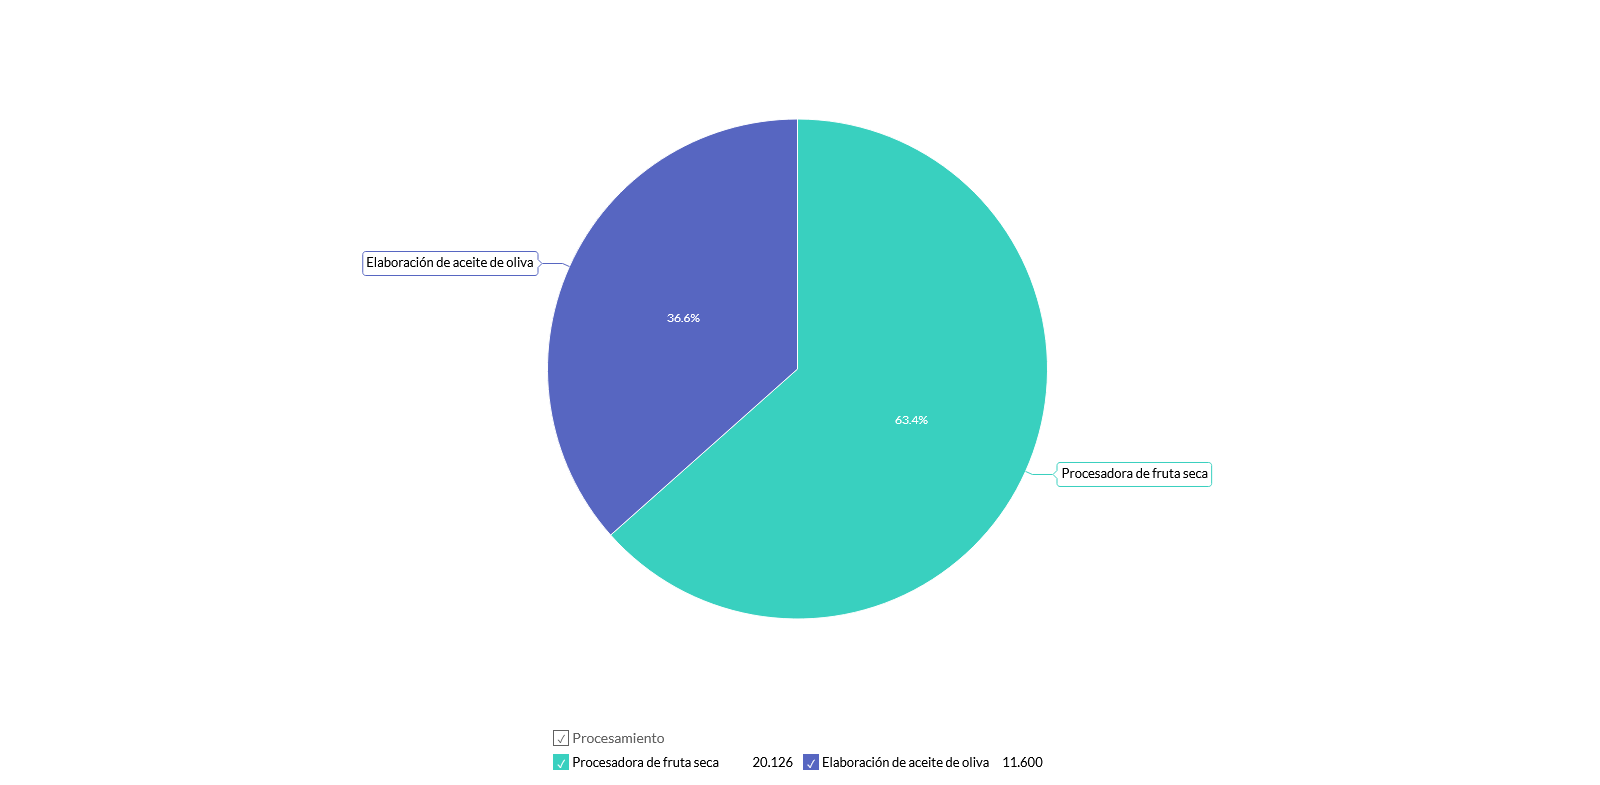 Elaboración de aceite de oliva
36.6%
63.4%
Procesadora de fruta seca
Procesamiento
Procesadora de fruta seca 20.126 Elaboración de aceite de oliva 11.600